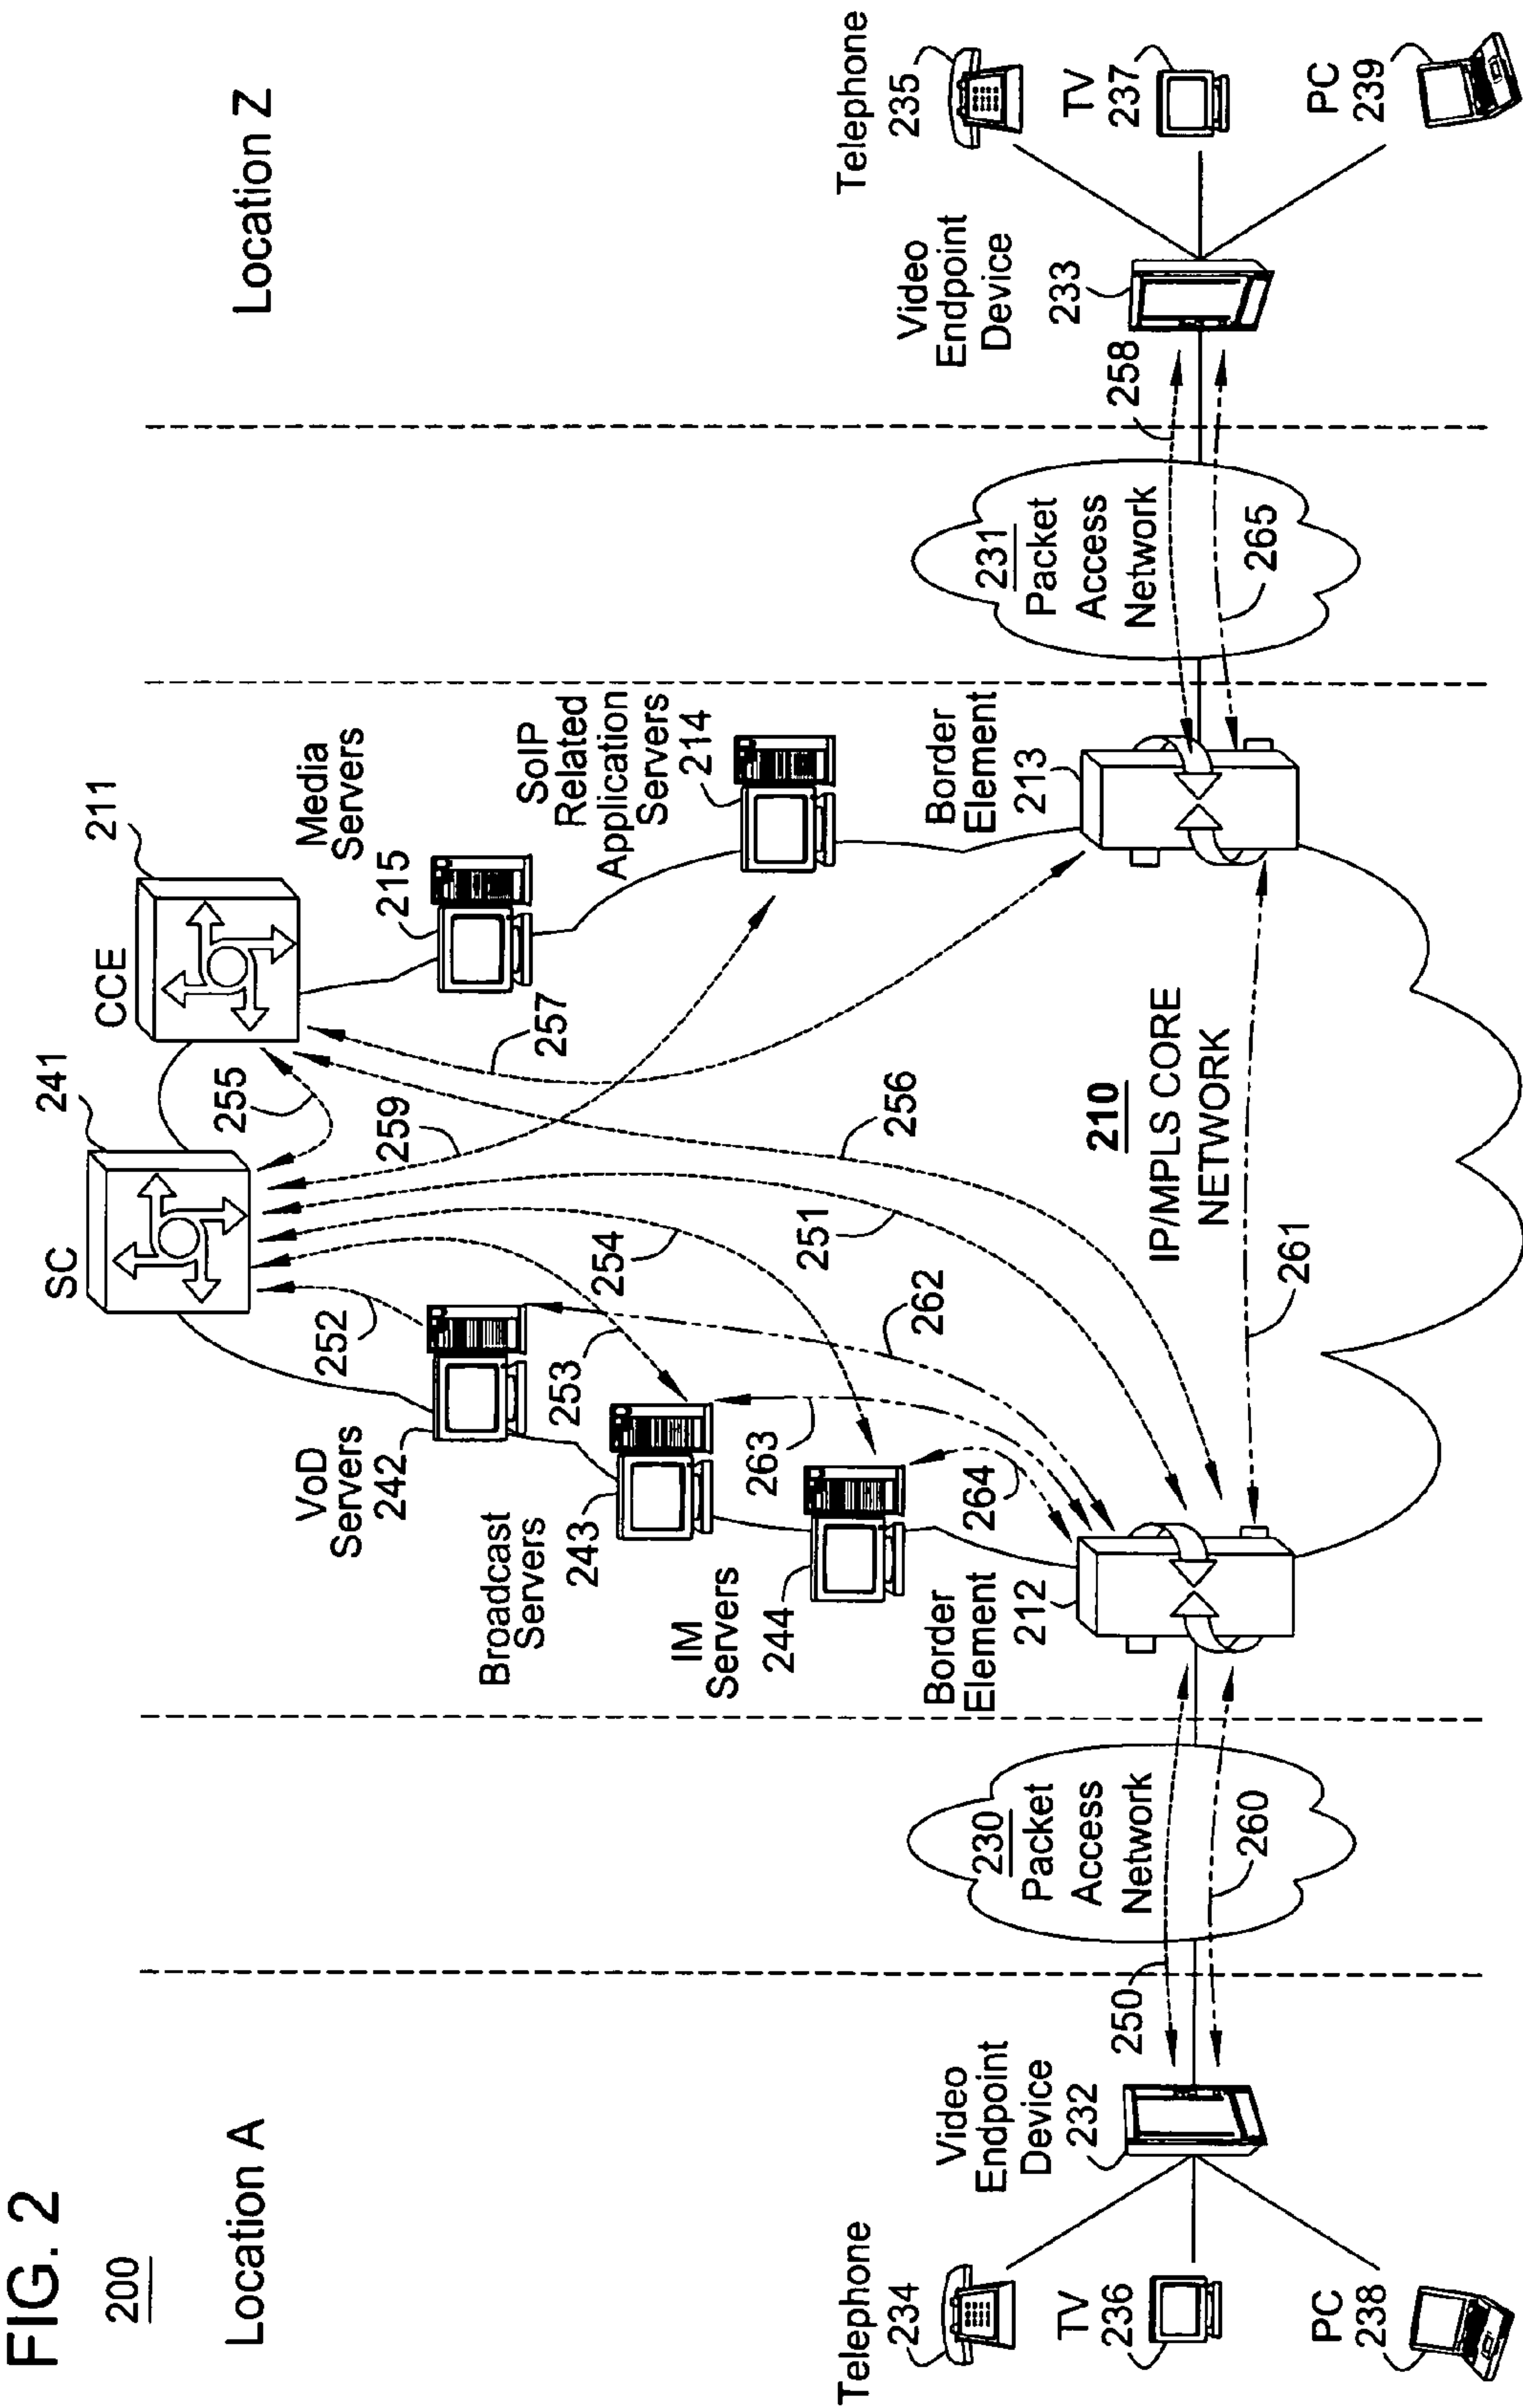 FIG. 2
200
Location A
Location Z
SC
241
CCE
211
255
252
VoD
Servers
242
259
257
Media
Servers
215
253
254
Broadcast
Servers
243
251
256
262
263
SoIP
Related
Application
Servers
214
IM
Servers
244
264
Border
Element
212
210
IP/MPLS CORE
NETWORK
261
Border
Element
213
230
Packet
Access
Network
250
260
231
Packet
Access
Network
258
265
Video
Endpoint
Device
232
Video
Endpoint
Device
233
Telephone
234
TV
236
PC
238
Telephone
235
TV
237
PC
239